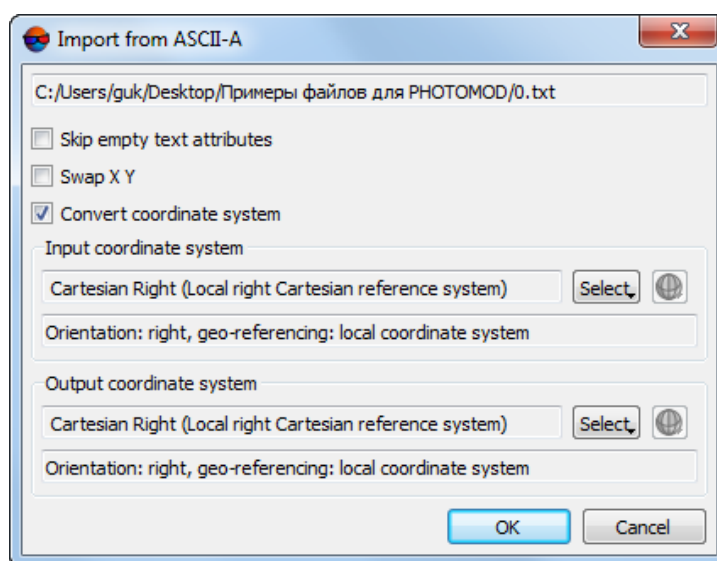 Import from ASCII-A
C:/Users/guk/Desktop/Примеры файлов для PHOTOMOD/0.txt
Skip empty text attributes
Swap X Y
Convert coordinate system
Input coordinate system
Cartesian Right (Local right Cartesian reference system)
Select
Orientation: right, geo-referencing: local coordinate system
Output coordinate system
Cartesian Right (Local right Cartesian reference system)
Select
Orientation: right, geo-referencing: local coordinate system
OK
Cancel